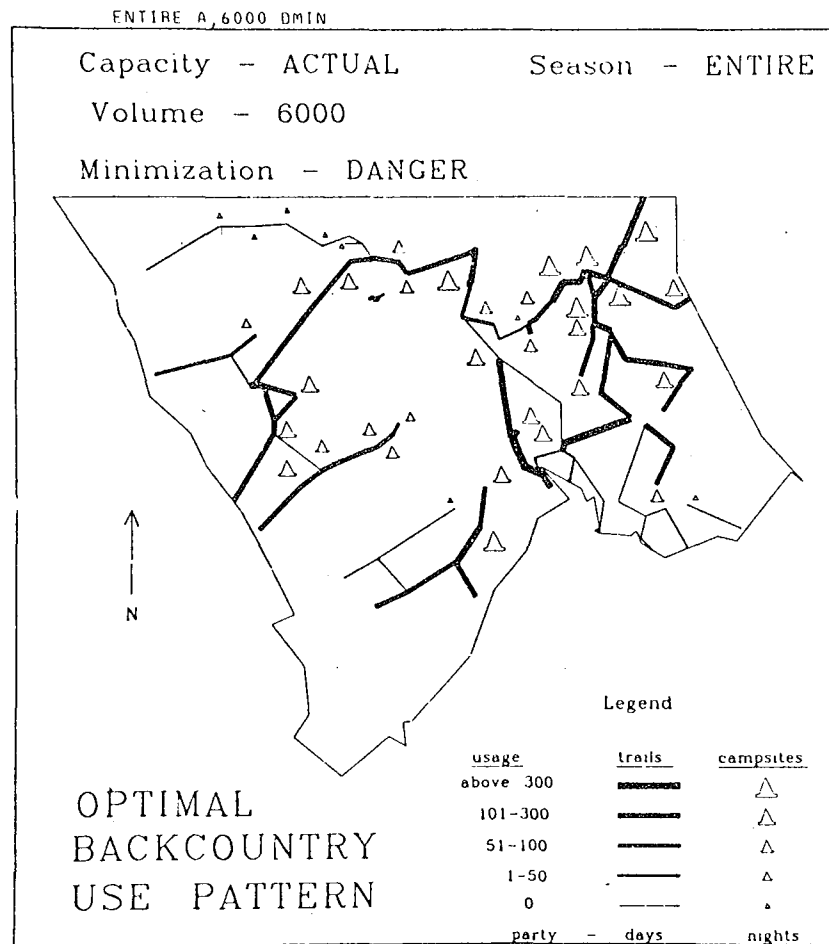 ENTIRE A,6000 DMIN
Capacity - ACTUAL Season - ENTIRE
Volume - 6000
Minimization - DANGER
N
Legend
usage trails campsites
above 300
101-300
51-100
1-50
0
party - days nights
OPTIMAL
BACKCOUNTRY
USE PATTERN